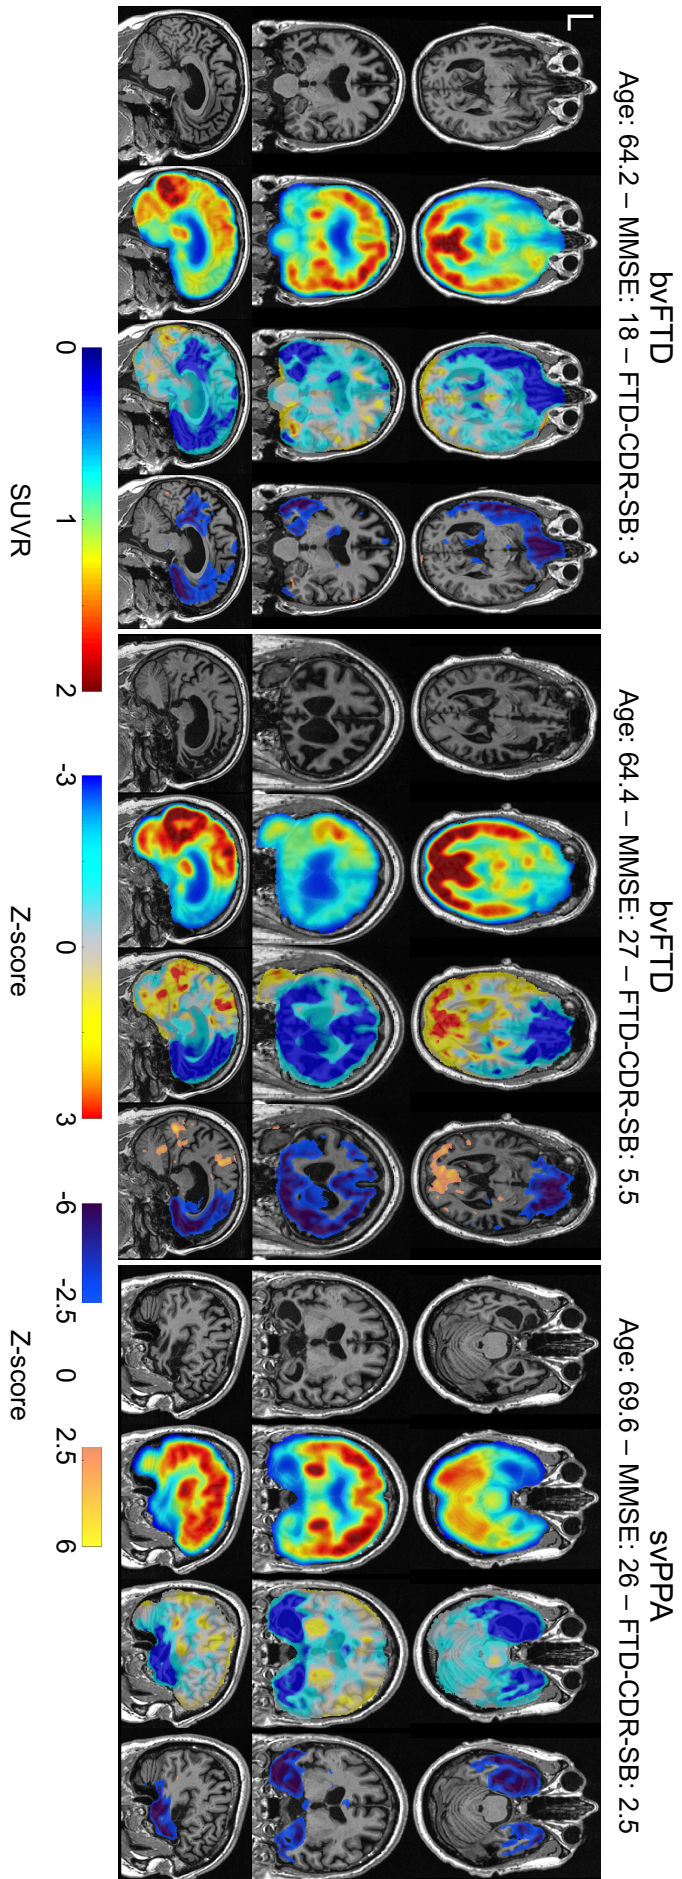 bvFTD
Age: 64.2 – MMSE: 18 – FTD-CDR-SB: 3
L
bvFTD
Age: 64.4 – MMSE: 27 – FTD-CDR-SB: 5.5
svPPA
Age: 69.6 – MMSE: 26 – FTD-CDR-SB: 2.5
0 1 2
SUVR
-3 0 3
Z-score
-6 -2.5 0 2.5 6
Z-score